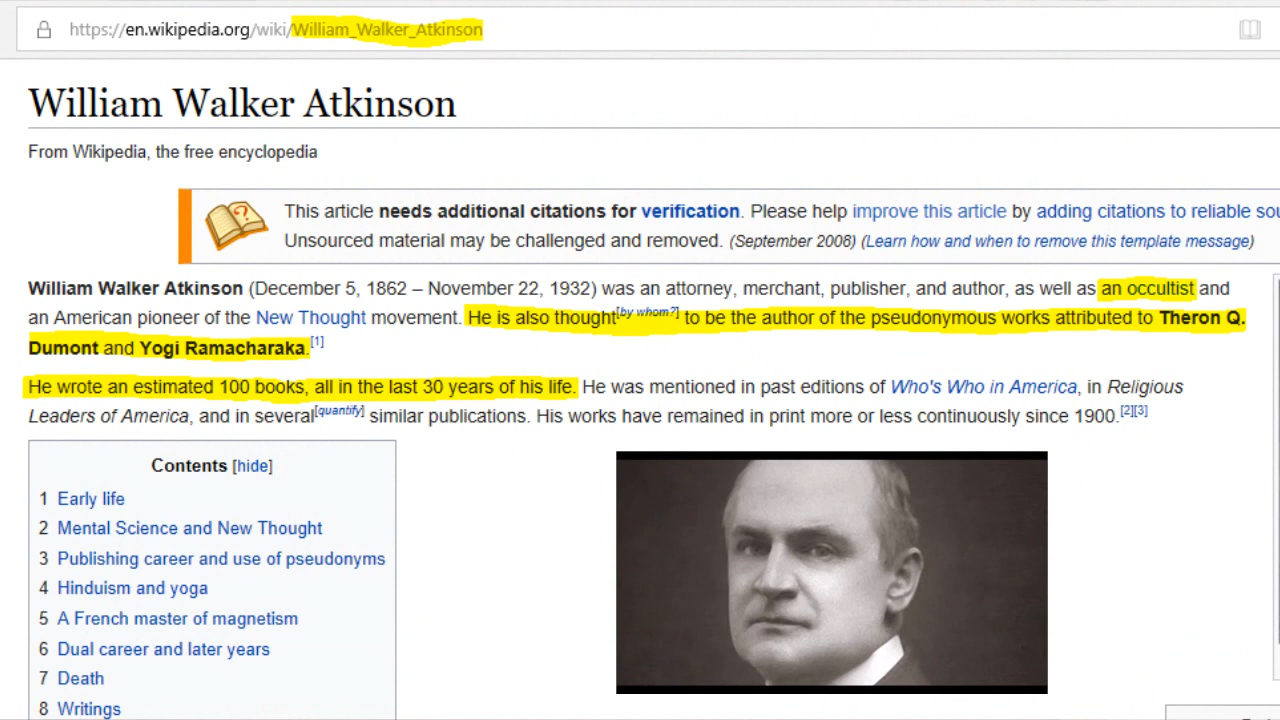 https://en.wikipedia.org/wiki/William_Walker_Atkinson
William Walker Atkinson
From Wikipedia, the free encyclopedia
This article needs additional citations for verification. Please help improve this article by adding citations to reliable
Unsourced material may be challenged and removed. (September 2008) (Learn how and when to remove this template message)
William Walker Atkinson (December 5, 1862 – November 22, 1932) was an attorney, merchant, publisher, and author, as well as an occultist and
an American pioneer of the New Thought movement. He is also thought[by whom?] to be the author of the pseudonymous works attributed to Theron Q.
Dumont and Yogi Ramacharaka.[1]
He wrote an estimated 100 books, all in the last 30 years of his life. He was mentioned in past editions of Who's Who in America, in Religious
Leaders of America, and in several[quantify] similar publications. His works have remained in print more or less continuously since 1900.[2][3]
Contents [hide]
1 Early life
2 Mental Science and New Thought
3 Publishing career and use of pseudonyms
4 Hinduism and yoga
5 A French master of magnetism
6 Dual career and later years
7 Death
8 Writings